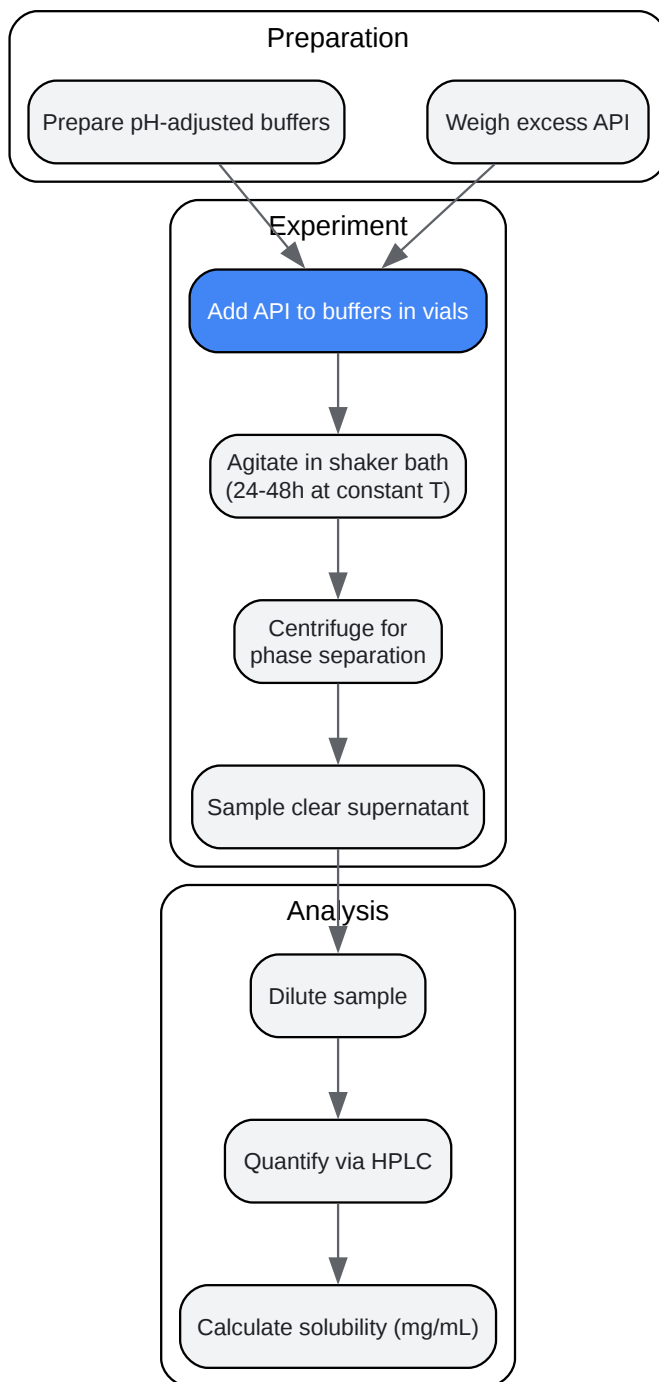 Preparation
Prepare pH-adjusted buffers
Weigh excess API
Experiment
Add API to buffers in vials
Agitate in shaker bath
(24-48h at constant T)
Centrifuge for
phase separation
Sample clear supernatant
Analysis
Dilute sample
Quantify via HPLC
Calculate solubility (mg/mL)